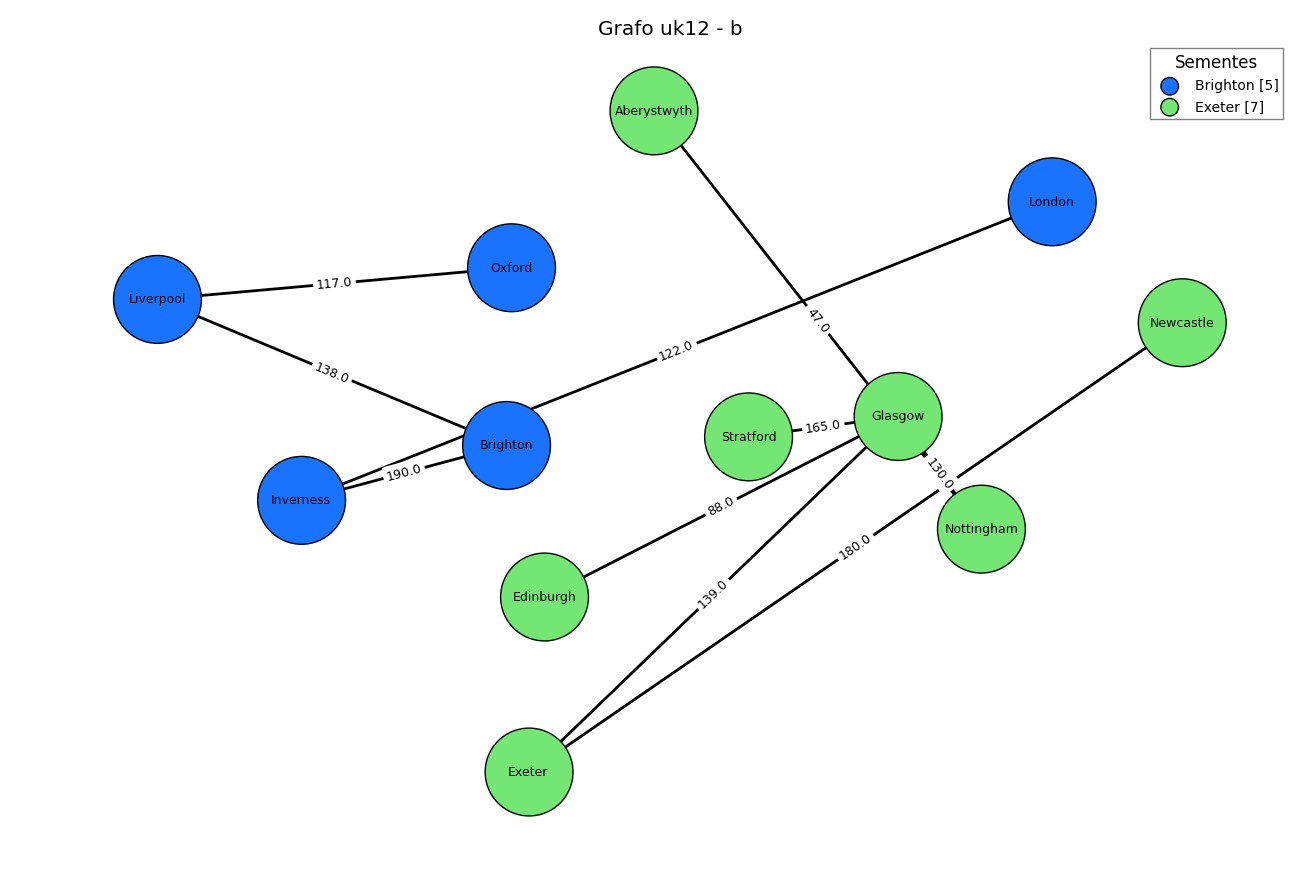 Grafo uk12 - b
Sementes
Brighton [5]
Exeter [7]
Aberystwyth
London
Oxford
Liverpool
117.0
47.0
Newcastle
122.0
138.0
Glasgow
Stratford
165.0
Brighton
190.0
130.0
Inverness
88.0
Nottingham
180.0
Edinburgh
139.0
Exeter